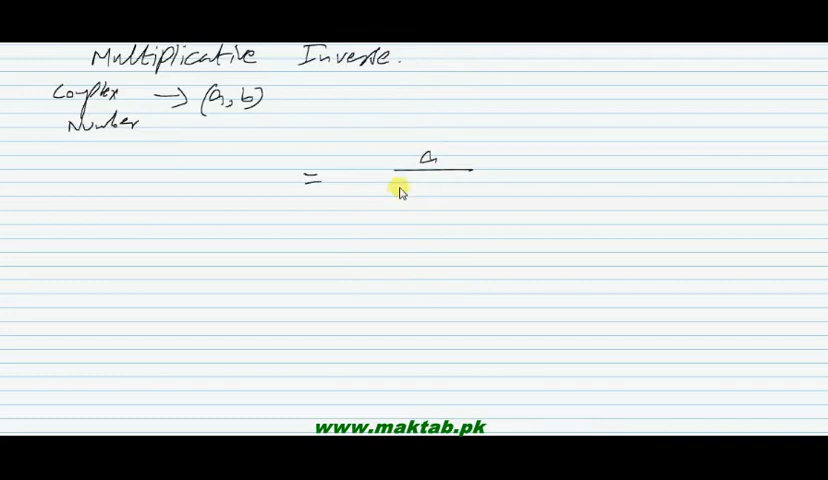 Multiplicative Inverse.
Complex → (a, b)
Number
a
=
www.maktab.pk